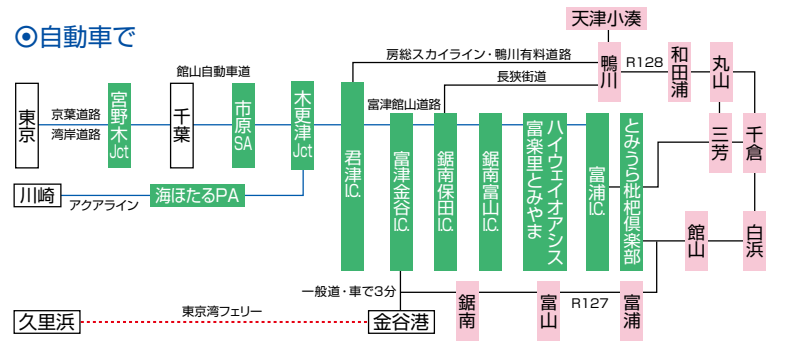 ⦿自動車で
天津小湊
房総スカイライン・鴨川有料道路
鴨川
R128
和田浦
丸山
長狭街道
館山自動車道
富津館山道路
東京
京葉道路
湾岸道路
宮野木Jct
千葉
市原SA
木更津Jct
君津I.C.
富津金谷I.C.
鋸南保田I.C.
鋸南富山I.C.
ハイウェイオアシス
富楽里とみやま
富浦I.C.
とみうら枇杷倶楽部
三芳
千倉
川崎
アクアライン
海ほたるPA
館山
白浜
一般道・車で3分
鋸南
富山
R127
富浦
久里浜
東京湾フェリー
金谷港